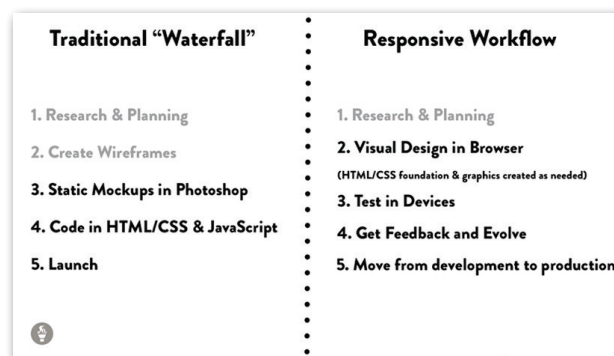 Traditional “Waterfall”
1. Research & Planning
2. Create Wireframes
3. Static Mockups in Photoshop
4. Code in HTML/CSS & JavaScript
5. Launch
Responsive Workflow
1. Research & Planning
2. Visual Design in Browser
(HTML/CSS foundation & graphics created as needed)
3. Test in Devices
4. Get Feedback and Evolve
5. Move from development to production